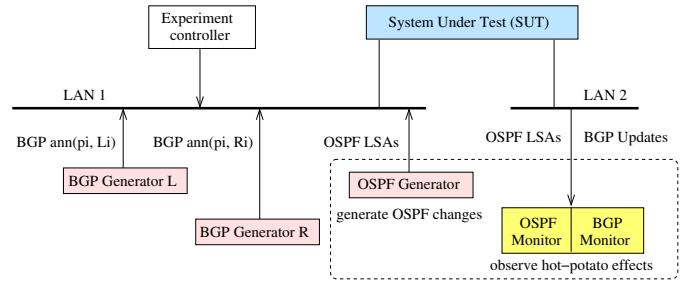 Experiment
controller
System Under Test (SUT)
LAN 1
LAN 2
BGP ann(pi, Li)
BGP ann(pi, Ri)
OSPF LSAs
OSPF LSAs
BGP Updates
BGP Generator L
OSPF Generator
generate OSPF changes
BGP Generator R
OSPF
Monitor
BGP
Monitor
observe hot−potato effects